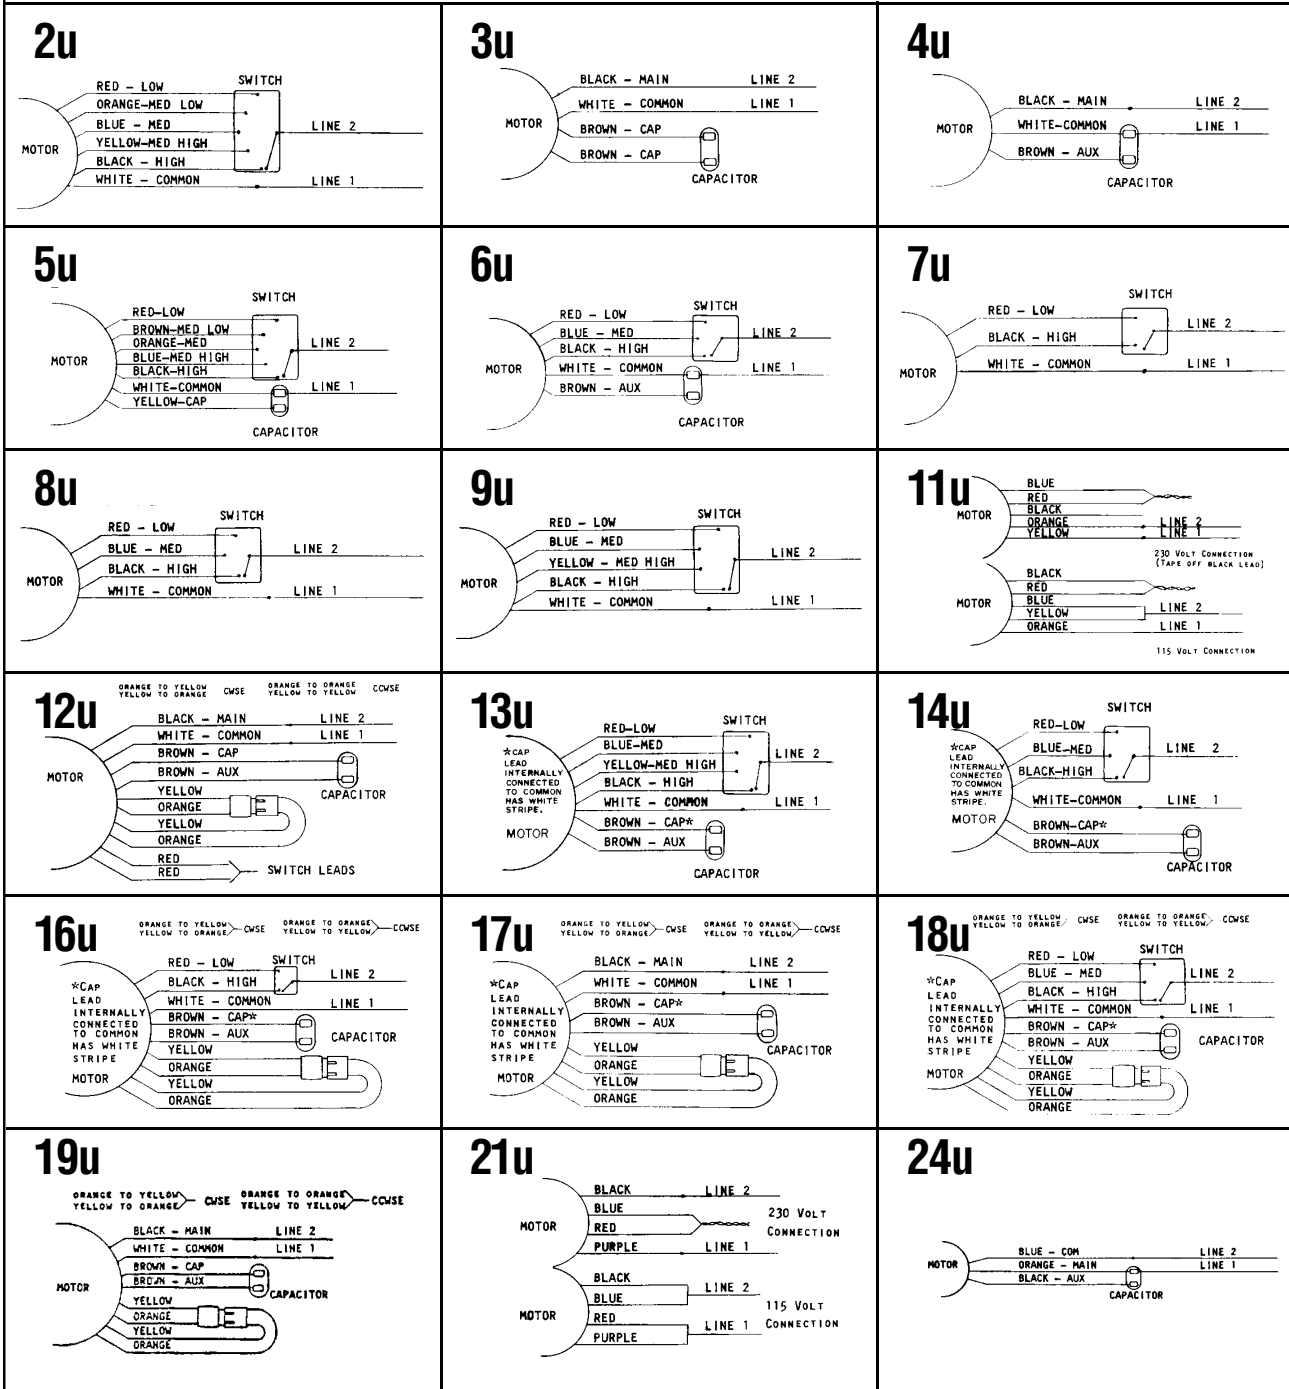 2u
SWITCH
RED - LOW
ORANGE-MED LOW
BLUE - MED
LINE 2
YELLOW-MED HIGH
MOTOR
BLACK - HIGH
WHITE - COMMON
LINE 1
3u
BLACK - MAIN
LINE 2
WHITE - COMMON
LINE 1
MOTOR
BROWN - CAP
BROWN - CAP
CAPACITOR
4u
BLACK - MAIN
LINE 2
MOTOR
WHITE-COMMON
LINE 1
BROWN - AUX
CAPACITOR
5u
SWITCH
RED-LOW
BROWN-MED LOW
ORANGE-MED
LINE 2
BLUE-MED HIGH
MOTOR
BLACK-HIGH
WHITE-COMMON
LINE 1
YELLOW-CAP
CAPACITOR
6u
SWITCH
RED - LOW
BLUE - MED
LINE 2
BLACK - HIGH
MOTOR
WHITE - COMMON
LINE 1
BROWN - AUX
CAPACITOR
7u
SWITCH
RED - LOW
LINE 2
BLACK - HIGH
WHITE - COMMON
LINE 1
MOTOR
8u
SWITCH
RED - LOW
BLUE - MED
LINE 2
BLACK - HIGH
MOTOR
WHITE - COMMON
LINE 1
9u
SWITCH
RED - LOW
BLUE - MED
LINE 2
YELLOW - MED HIGH
BLACK - HIGH
MOTOR
WHITE - COMMON
LINE 1
11u
BLUE
RED
BLACK
MOTOR
ORANGE
LINE 2
YELLOW
LINE 1
230 VOLT CONNECTION
(TAPE OFF BLACK LEAD)
BLACK
RED
BLUE
MOTOR
YELLOW
LINE 2
ORANGE
LINE 1
115 VOLT CONNECTION
12u
ORANGE TO YELLOW
YELLOW TO ORANGE
CWSE
ORANGE TO ORANGE
YELLOW TO YELLOW
CCWSE
BLACK - MAIN
LINE 2
WHITE - COMMON
LINE 1
BROWN - CAP
MOTOR
BROWN - AUX
CAPACITOR
YELLOW
ORANGE
YELLOW
ORANGE
RED
RED
SWITCH LEADS
13u
SWITCH
RED-LOW
BLUE-MED
LINE 2
YELLOW-MED HIGH
BLACK - HIGH
WHITE - COMMON
LINE 1
BROWN - CAP*
BROWN - AUX
*CAP
LEAD
INTERNALLY
CONNECTED
TO COMMON
HAS WHITE
STRIPE.
MOTOR
CAPACITOR
14u
SWITCH
RED-LOW
BLUE-MED
LINE 2
BLACK-HIGH
WHITE-COMMON
LINE 1
BROWN-CAP*
BROWN-AUX
*CAP
LEAD
INTERNALLY
CONNECTED
TO COMMON
HAS WHITE
STRIPE.
MOTOR
CAPACITOR
16u
ORANGE TO YELLOW
YELLOW TO ORANGE
CWSE
ORANGE TO ORANGE
YELLOW TO YELLOW
CCWSE
RED - LOW
SWITCH
BLACK - HIGH
LINE 2
WHITE - COMMON
LINE 1
BROWN - CAP*
BROWN - AUX
CAPACITOR
YELLOW
ORANGE
YELLOW
ORANGE
*CAP
LEAD
INTERNALLY
CONNECTED
TO COMMON
HAS WHITE
STRIPE
MOTOR
17u
ORANGE TO YELLOW
YELLOW TO ORANGE
CWSE
ORANGE TO ORANGE
YELLOW TO YELLOW
CCWSE
BLACK - MAIN
LINE 2
WHITE - COMMON
LINE 1
BROWN - CAP*
BROWN - AUX
CAPACITOR
YELLOW
ORANGE
YELLOW
ORANGE
*CAP
LEAD
INTERNALLY
CONNECTED
TO COMMON
HAS WHITE
STRIPE
MOTOR
18u
ORANGE TO YELLOW
YELLOW TO ORANGE
CWSE
ORANGE TO ORANGE
YELLOW TO YELLOW
CCWSE
RED - LOW
SWITCH
BLUE - MED
LINE 2
BLACK - HIGH
WHITE - COMMON
LINE 1
BROWN - CAP*
BROWN - AUX
CAPACITOR
YELLOW
ORANGE
YELLOW
ORANGE
*CAP
LEAD
INTERNALLY
CONNECTED
TO COMMON
HAS WHITE
STRIPE
MOTOR
19u
ORANGE TO YELLOW
YELLOW TO ORANGE
CWSE
ORANGE TO ORANGE
YELLOW TO YELLOW
CCWSE
BLACK - MAIN
LINE 2
WHITE - COMMON
LINE 1
BROWN - CAP
BROWN - AUX
MOTOR
CAPACITOR
YELLOW
ORANGE
YELLOW
ORANGE
21u
BLACK
LINE 2
BLUE
230 VOLT
CONNECTION
MOTOR
RED
PURPLE
LINE 1
BLACK
LINE 2
BLUE
115 VOLT
CONNECTION
MOTOR
RED
LINE 1
PURPLE
24u
BLUE - COM
LINE 2
MOTOR
ORANGE - MAIN
LINE 1
BLACK - AUX
CAPACITOR